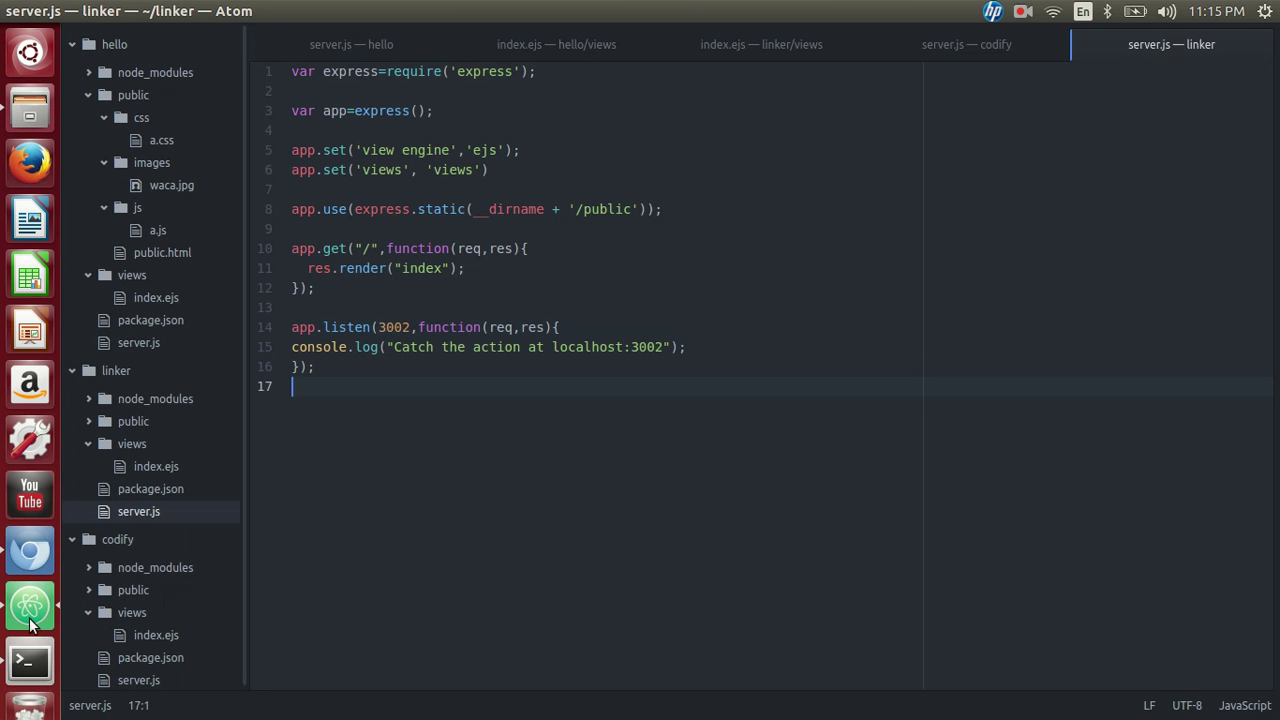 server.js — linker — ~/linker — Atom
hp
En
11:15 PM
hello
node_modules
public
css
a.css
images
waca.jpg
js
a.js
public.html
views
index.ejs
package.json
server.js
linker
node_modules
public
views
index.ejs
package.json
server.js
codify
node_modules
public
views
index.ejs
package.json
server.js
a
You
Tube
>_
server.js — hello
index.ejs — hello/views
index.ejs — linker/views
server.js — codify
server.js — linker
1 var express=require('express');
2
3 var app=express();
4
5 app.set('view engine','ejs');
6 app.set('views', 'views')
7
8 app.use(express.static(__dirname + '/public'));
9
10 app.get("/",function(req,res){
11 res.render("index");
12 });
13
14 app.listen(3002,function(req,res){
15 console.log("Catch the action at localhost:3002");
16 });
17
server.js 17:1
LF UTF-8 JavaScript